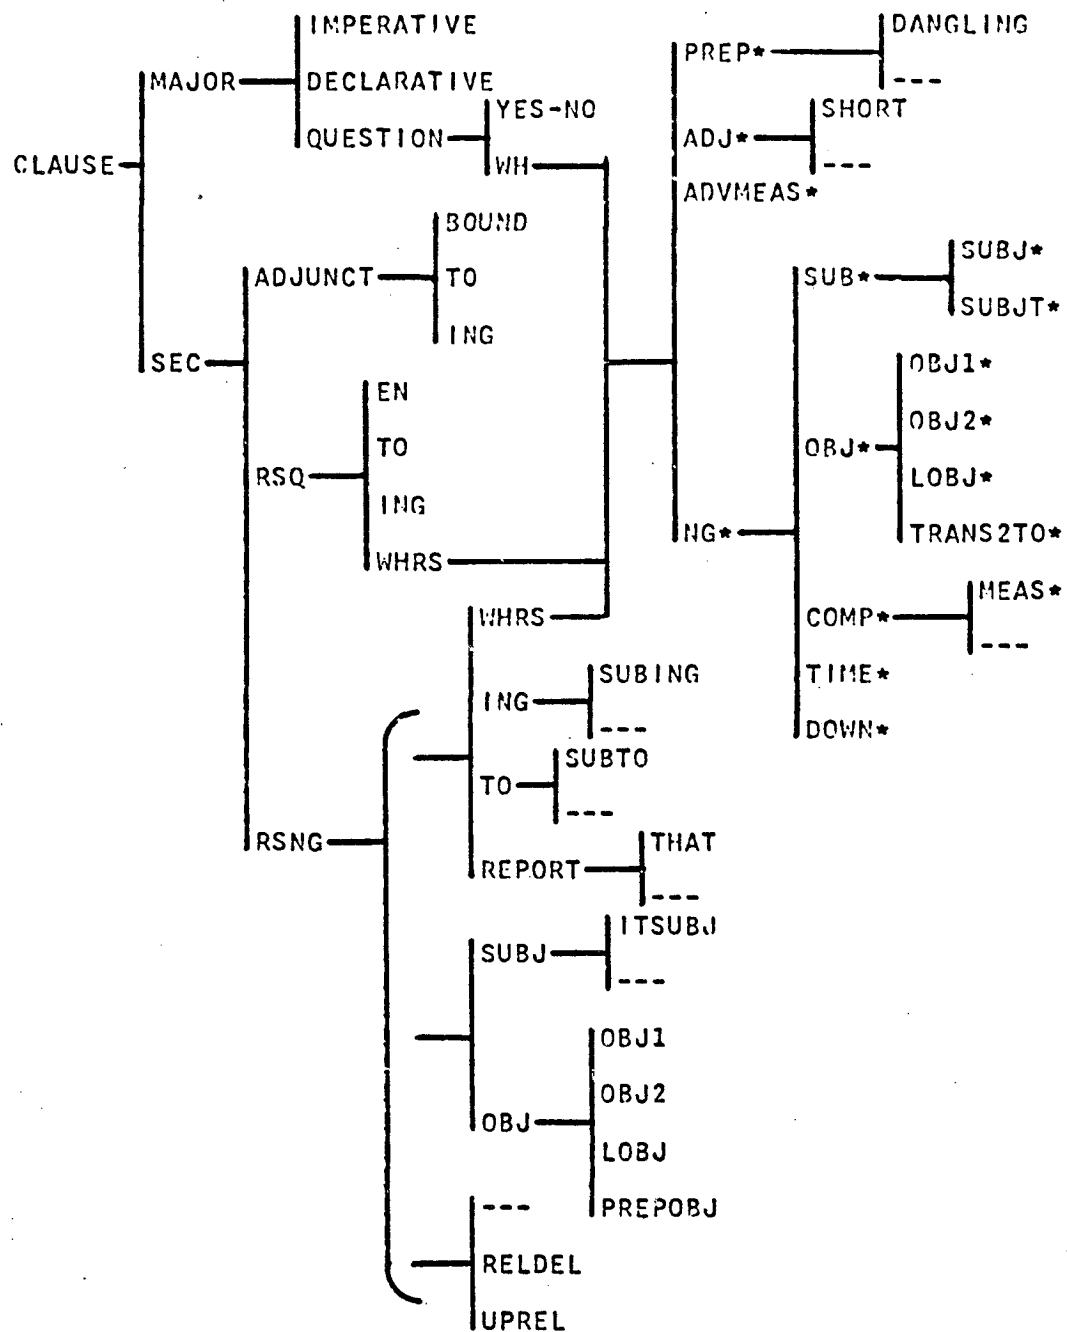 IMPERATIVE
DANGLING
PREP*
MAJOR
DECLARATIVE
---
YES-NO
SHORT
QUESTION
ADJ*
CLAUSE
WH
---
ADVMEAS*
BOUND
SUBJ*
ADJUNCT
TO
SUB*
SUBJT*
ING
SEC
OBJ1*
EN
OBJ2*
TO
OBJ*
RSQ
LOBJ*
ING
NG*
TRANS2TO*
WHRS
MEAS*
WHRS
COMP*
---
SUBING
TIME*
ING
---
DOWN*
SUBTO
TO
---
RSNG
THAT
REPORT
---
ITSUBJ
SUBJ
---
OBJ1
OBJ2
OBJ
LOBJ
---
PREPOBJ
RELDEL
UPREL